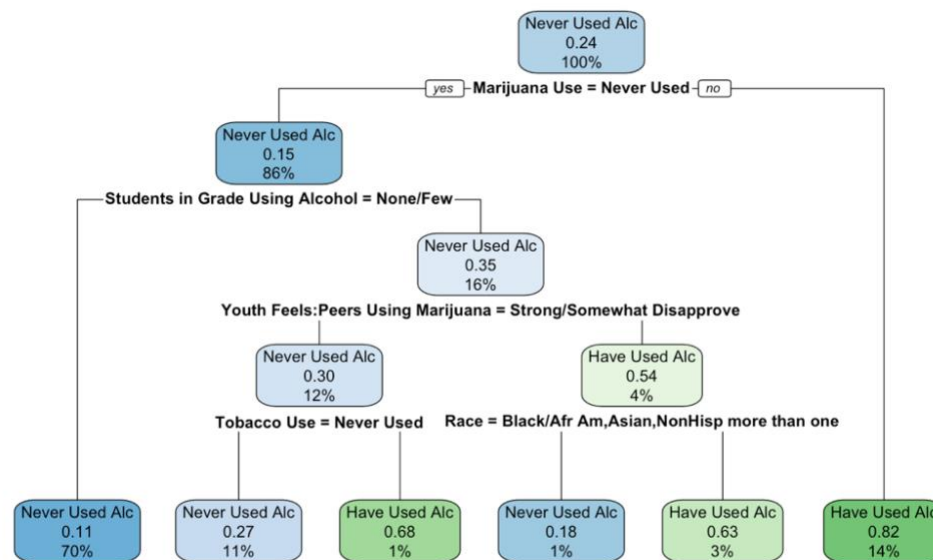 Never Used Alc
0.24
100%
yes Marijuana Use = Never Used no
Never Used Alc
0.15
86%
Students in Grade Using Alcohol = None/Few
Never Used Alc
0.35
16%
Youth Feels:Peers Using Marijuana = Strong/Somewhat Disapprove
Never Used Alc
0.30
12%
Have Used Alc
0.54
4%
Tobacco Use = Never Used
Race = Black/Afr Am,Asian,NonHisp more than one
Never Used Alc
0.11
70%
Never Used Alc
0.27
11%
Have Used Alc
0.68
1%
Never Used Alc
0.18
1%
Have Used Alc
0.63
3%
Have Used Alc
0.82
14%